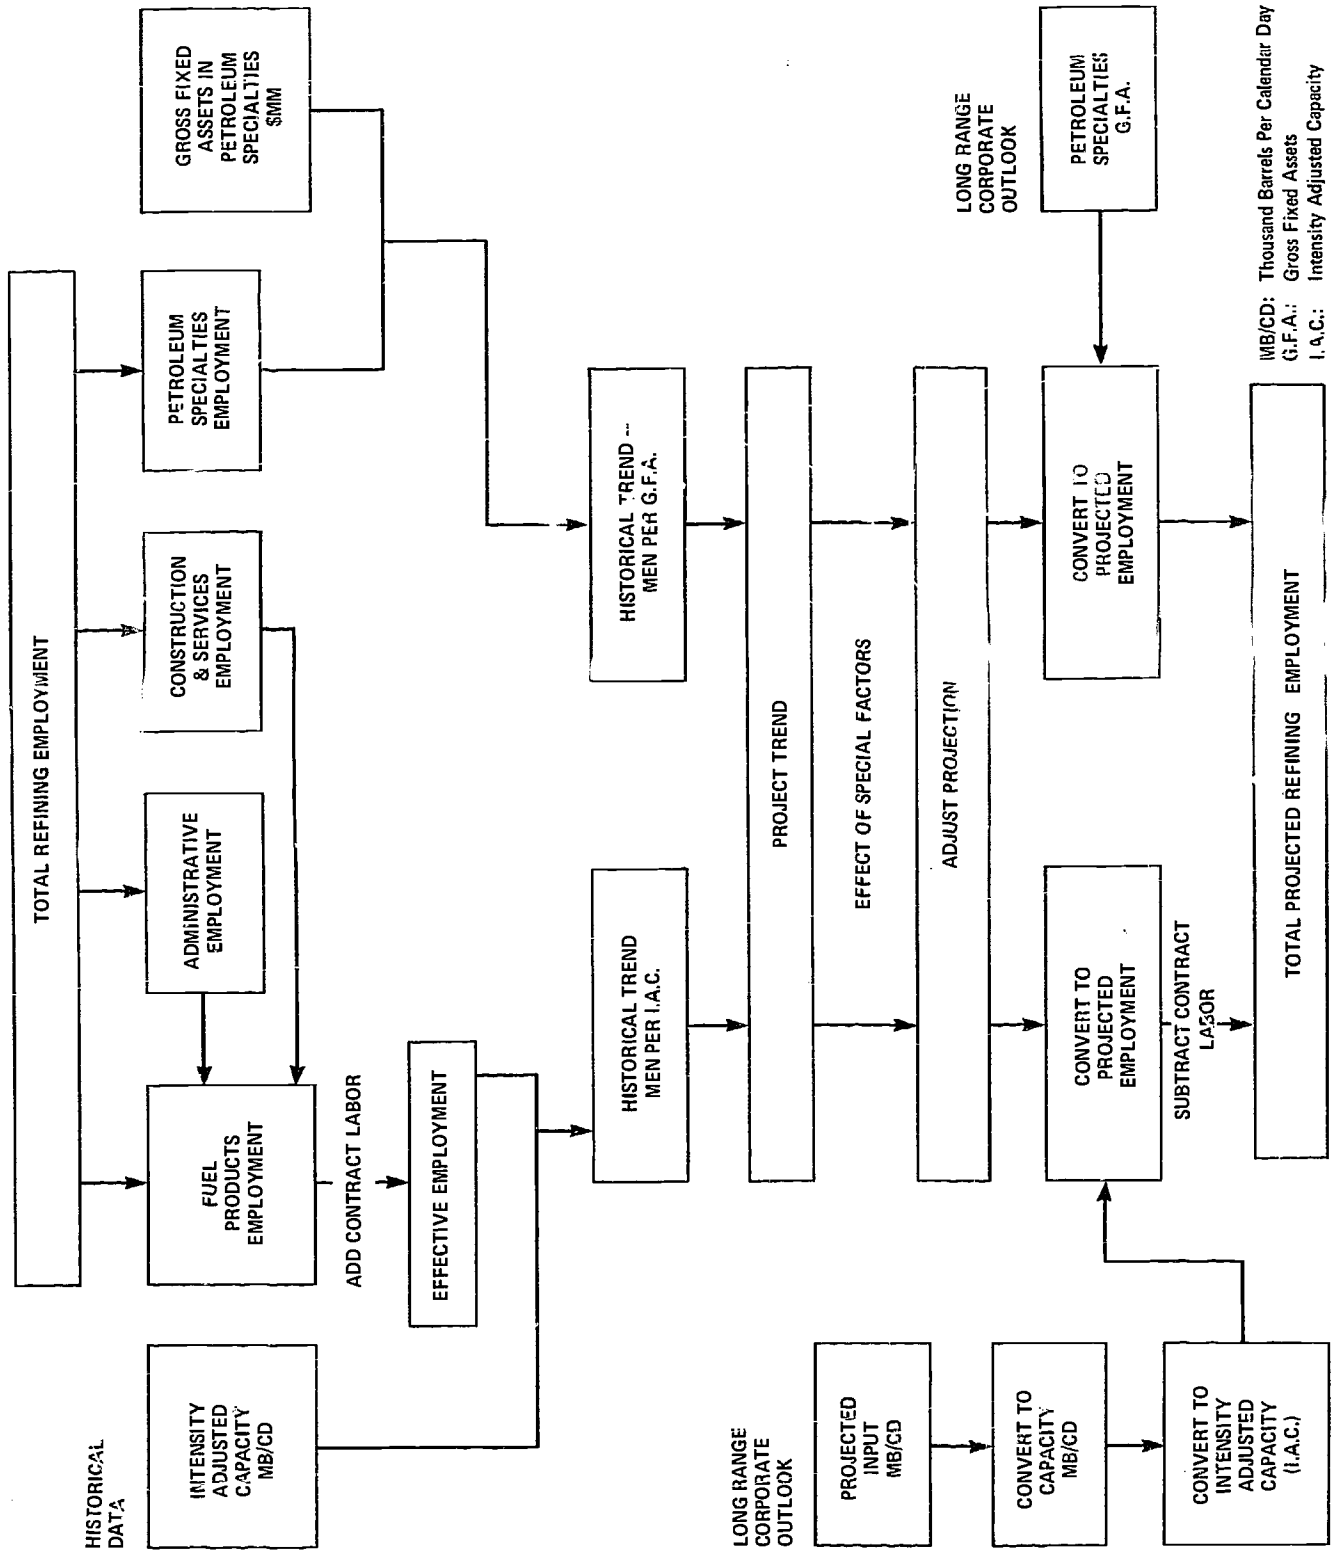 HISTORICAL
DATA
TOTAL REFINING EMPLOYMENT
INTENSITY
ADJUSTED
CAPACITY
MB/CD
FUEL
PRODUCTS
EMPLOYMENT
ADMINISTRATIVE
EMPLOYMENT
CONSTRUCTION
& SERVICES
EMPLOYMENT
PETROLEUM
SPECIALTIES
EMPLOYMENT
GROSS FIXED
ASSETS IN
PETROLEUM
SPECIALTIES
$MM
ADD CONTRACT LABOR
EFFECTIVE EMPLOYMENT
HISTORICAL TREND
MEN PER I.A.C.
HISTORICAL TREND --
MEN PER G.F.A.
PROJECT TREND
EFFECT OF SPECIAL FACTORS
ADJUST PROJECTION
LONG RANGE
CORPORATE
OUTLOOK
PROJECTED
INPUT
MB/CD
CONVERT TO
CAPACITY
MB/CD
CONVERT TO
INTENSITY
ADJUSTED
CAPACITY
(I.A.C.)
CONVERT TO
PROJECTED
EMPLOYMENT
SUBTRACT CONTRACT
LABOR
CONVERT TO
PROJECTED
EMPLOYMENT
LONG RANGE
CORPORATE
OUTLOOK
PETROLEUM
SPECIALTIES
G.F.A.
TOTAL PROJECTED REFINING EMPLOYMENT
MB/CD: Thousand Barrels Per Calendar Day
G.F.A.: Gross Fixed Assets
I.A.C.: Intensity Adjusted Capacity